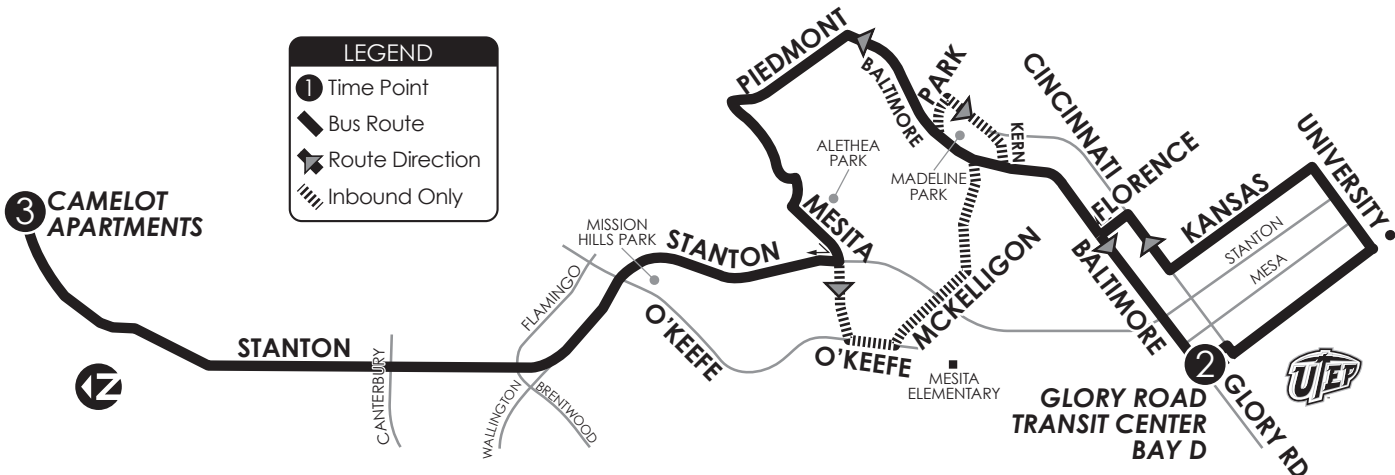 LEGEND
1 Time Point
Bus Route
Route Direction
Inbound Only
3 CAMELOT
APARTMENTS
STANTON
CANTERBURY
N
FLAMINGO
WALLINGTON
BRENTWOOD
MISSION
HILLS PARK
O'KEEFE
STANTON
PIEDMONT
MESITA
ALETHEA
PARK
BALTIMORE
PARK
MADELINE
PARK
KERN
O'KEEFE
MCKELLIGON
MESITA
ELEMENTARY
CINCINNATI
FLORENCE
BALTIMORE
KANSAS
STANTON
MESA
UNIVERSITY
2
GLORY ROAD
TRANSIT CENTER
BAY D
GLORY RD
UTEP